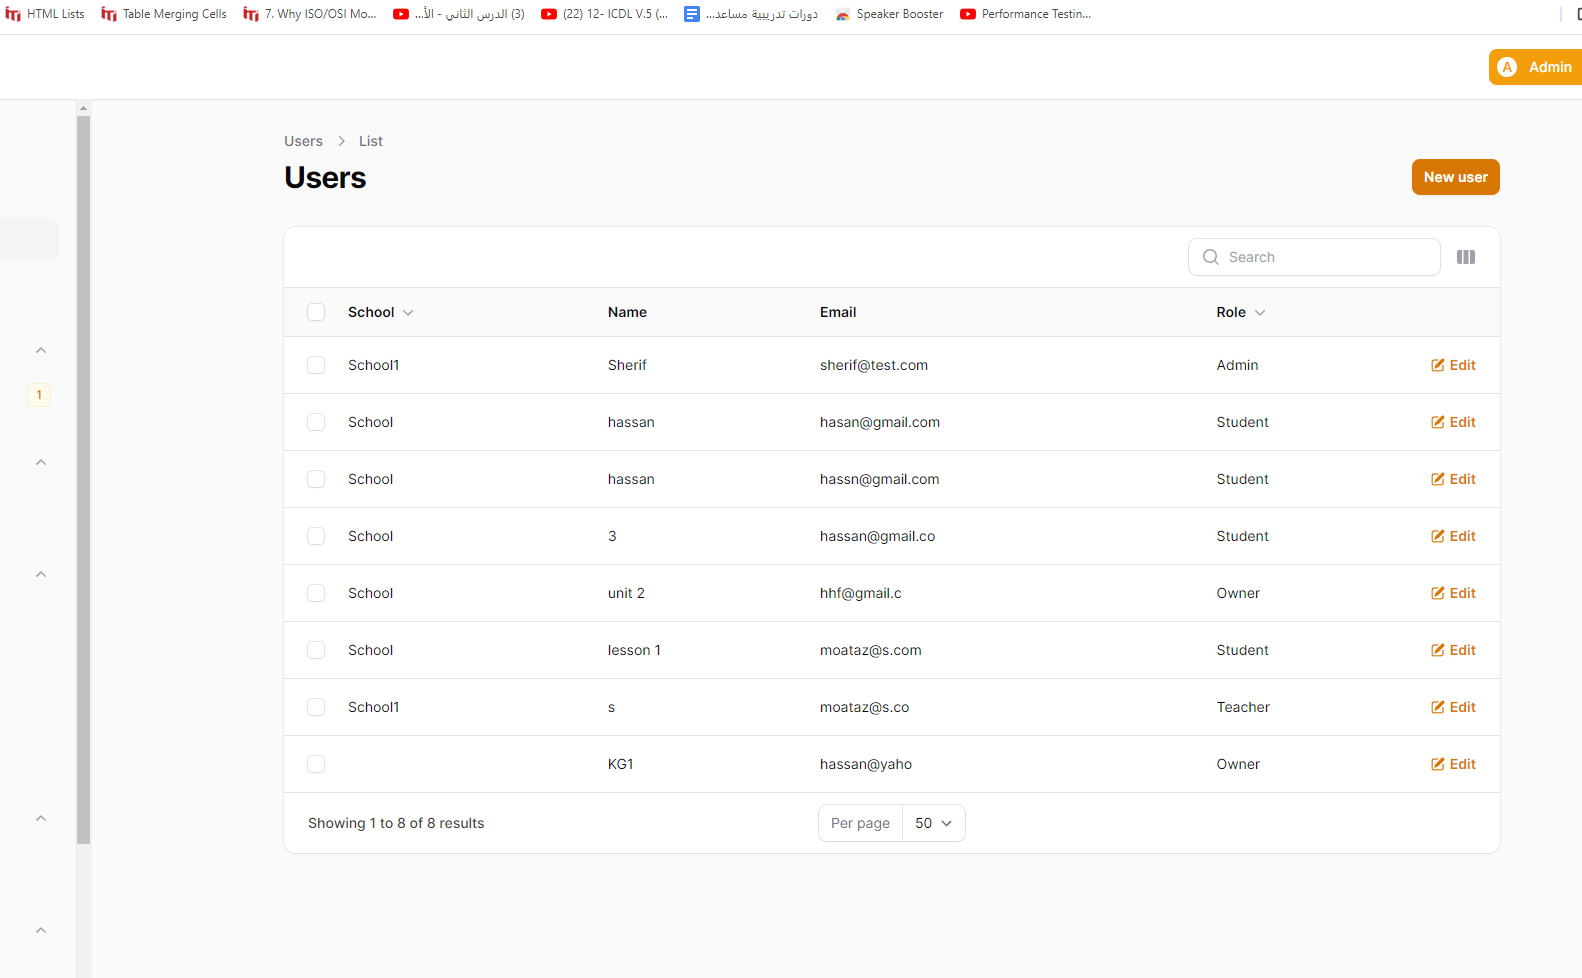 HTML Lists Table Merging Cells 7. Why ISO/OSI Mo... (3) الدرس الثاني - الأ... (22) 12- ICDL V.5 (... دورات تدريبية مساعد... Speaker Booster Performance Testin...
A Admin
Users > List
Users
New user
Search
School Name Email Role
School1 Sherif sherif@test.com Admin Edit
School hassan hasan@gmail.com Student Edit
School hassan hassn@gmail.com Student Edit
School 3 hassan@gmail.co Student Edit
School unit 2 hhf@gmail.c Owner Edit
School lesson 1 moataz@s.com Student Edit
School1 s moataz@s.co Teacher Edit
KG1 hassan@yaho Owner Edit
Showing 1 to 8 of 8 results Per page 50
1